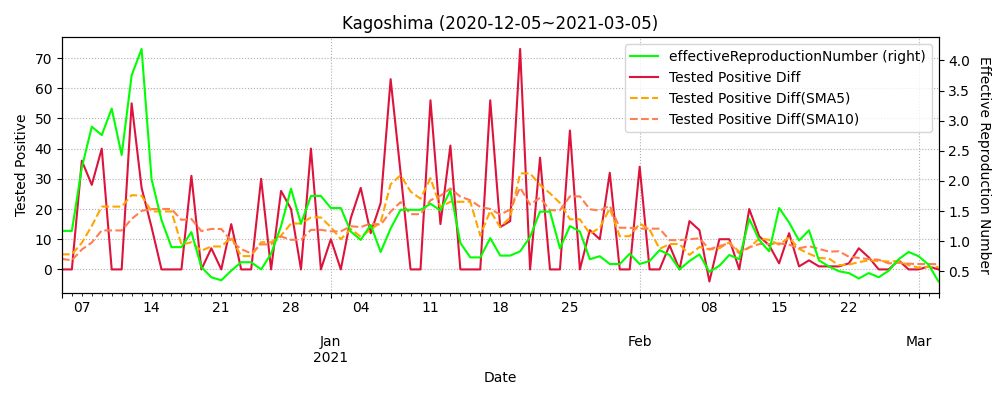 Kagoshima (2020-12-05~2021-03-05)
effectiveReproductionNumber (right)
Tested Positive Diff
Tested Positive Diff(SMA5)
Tested Positive Diff(SMA10)
Tested Positive
70
60
50
40
30
20
10
0
4.0
3.5
3.0
2.5
2.0
1.5
1.0
0.5
Effective Reproduction Number
07 14 21 28 04 11 18 25 08 15 22
Jan Feb Mar
2021
Date